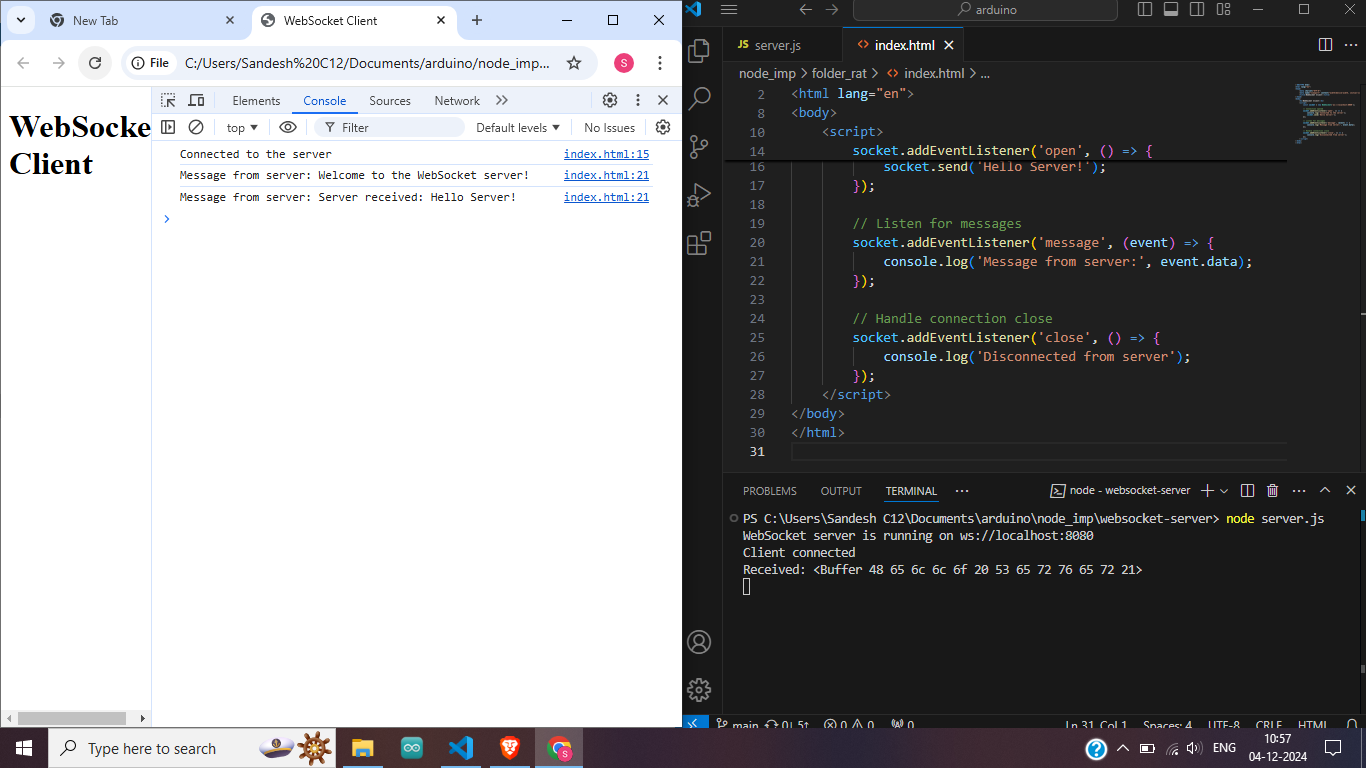 New Tab
WebSocket Client
File
C:/Users/Sandesh%20C12/Documents/arduino/node_imp...
S
WebSocke
Client
Elements
Console
Sources
Network
top
Filter
Default levels
No Issues
Connected to the server index.html:15
Message from server: Welcome to the WebSocket server! index.html:21
Message from server: Server received: Hello Server! index.html:21
>
arduino
JS server.js
<> index.html
node_imp > folder_rat > <> index.html > ...
2 <html lang="en">
8 <body>
10 <script>
14 socket.addEventListener('open', () => {
16 socket.send('Hello Server!');
17 });
18
19 // Listen for messages
20 socket.addEventListener('message', (event) => {
21 console.log('Message from server:', event.data);
22 });
23
24 // Handle connection close
25 socket.addEventListener('close', () => {
26 console.log('Disconnected from server');
27 });
28 </script>
29 </body>
30 </html>
31
PROBLEMS
OUTPUT
TERMINAL
...
node - websocket-server
PS C:\Users\Sandesh C12\Documents\arduino\node_imp\websocket-server> node server.js
WebSocket server is running on ws://localhost:8080
Client connected
Received: <Buffer 48 65 6c 6c 6f 20 53 65 72 76 65 72 21>
main 0↓ 5↑ 0 0 0 Ln 31, Col 1 Spaces: 4 UTF-8 CRLF HTML
Type here to search
S
ENG
10:57
04-12-2024